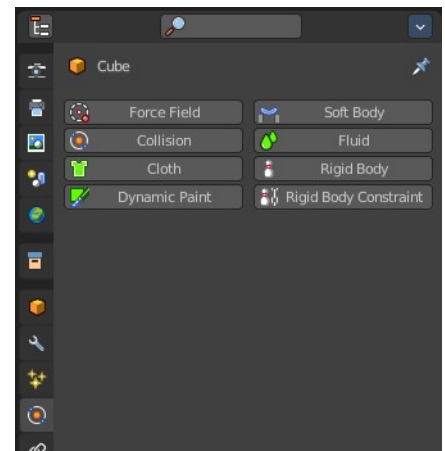 Cube
Force Field
Soft Body
Collision
Fluid
Cloth
Rigid Body
Dynamic Paint
Rigid Body Constraint